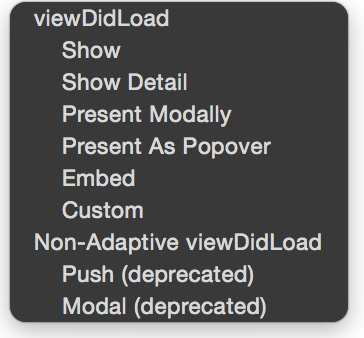 viewDidLoad
Show
Show Detail
Present Modally
Present As Popover
Embed
Custom
Non-Adaptive viewDidLoad
Push (deprecated)
Modal (deprecated)